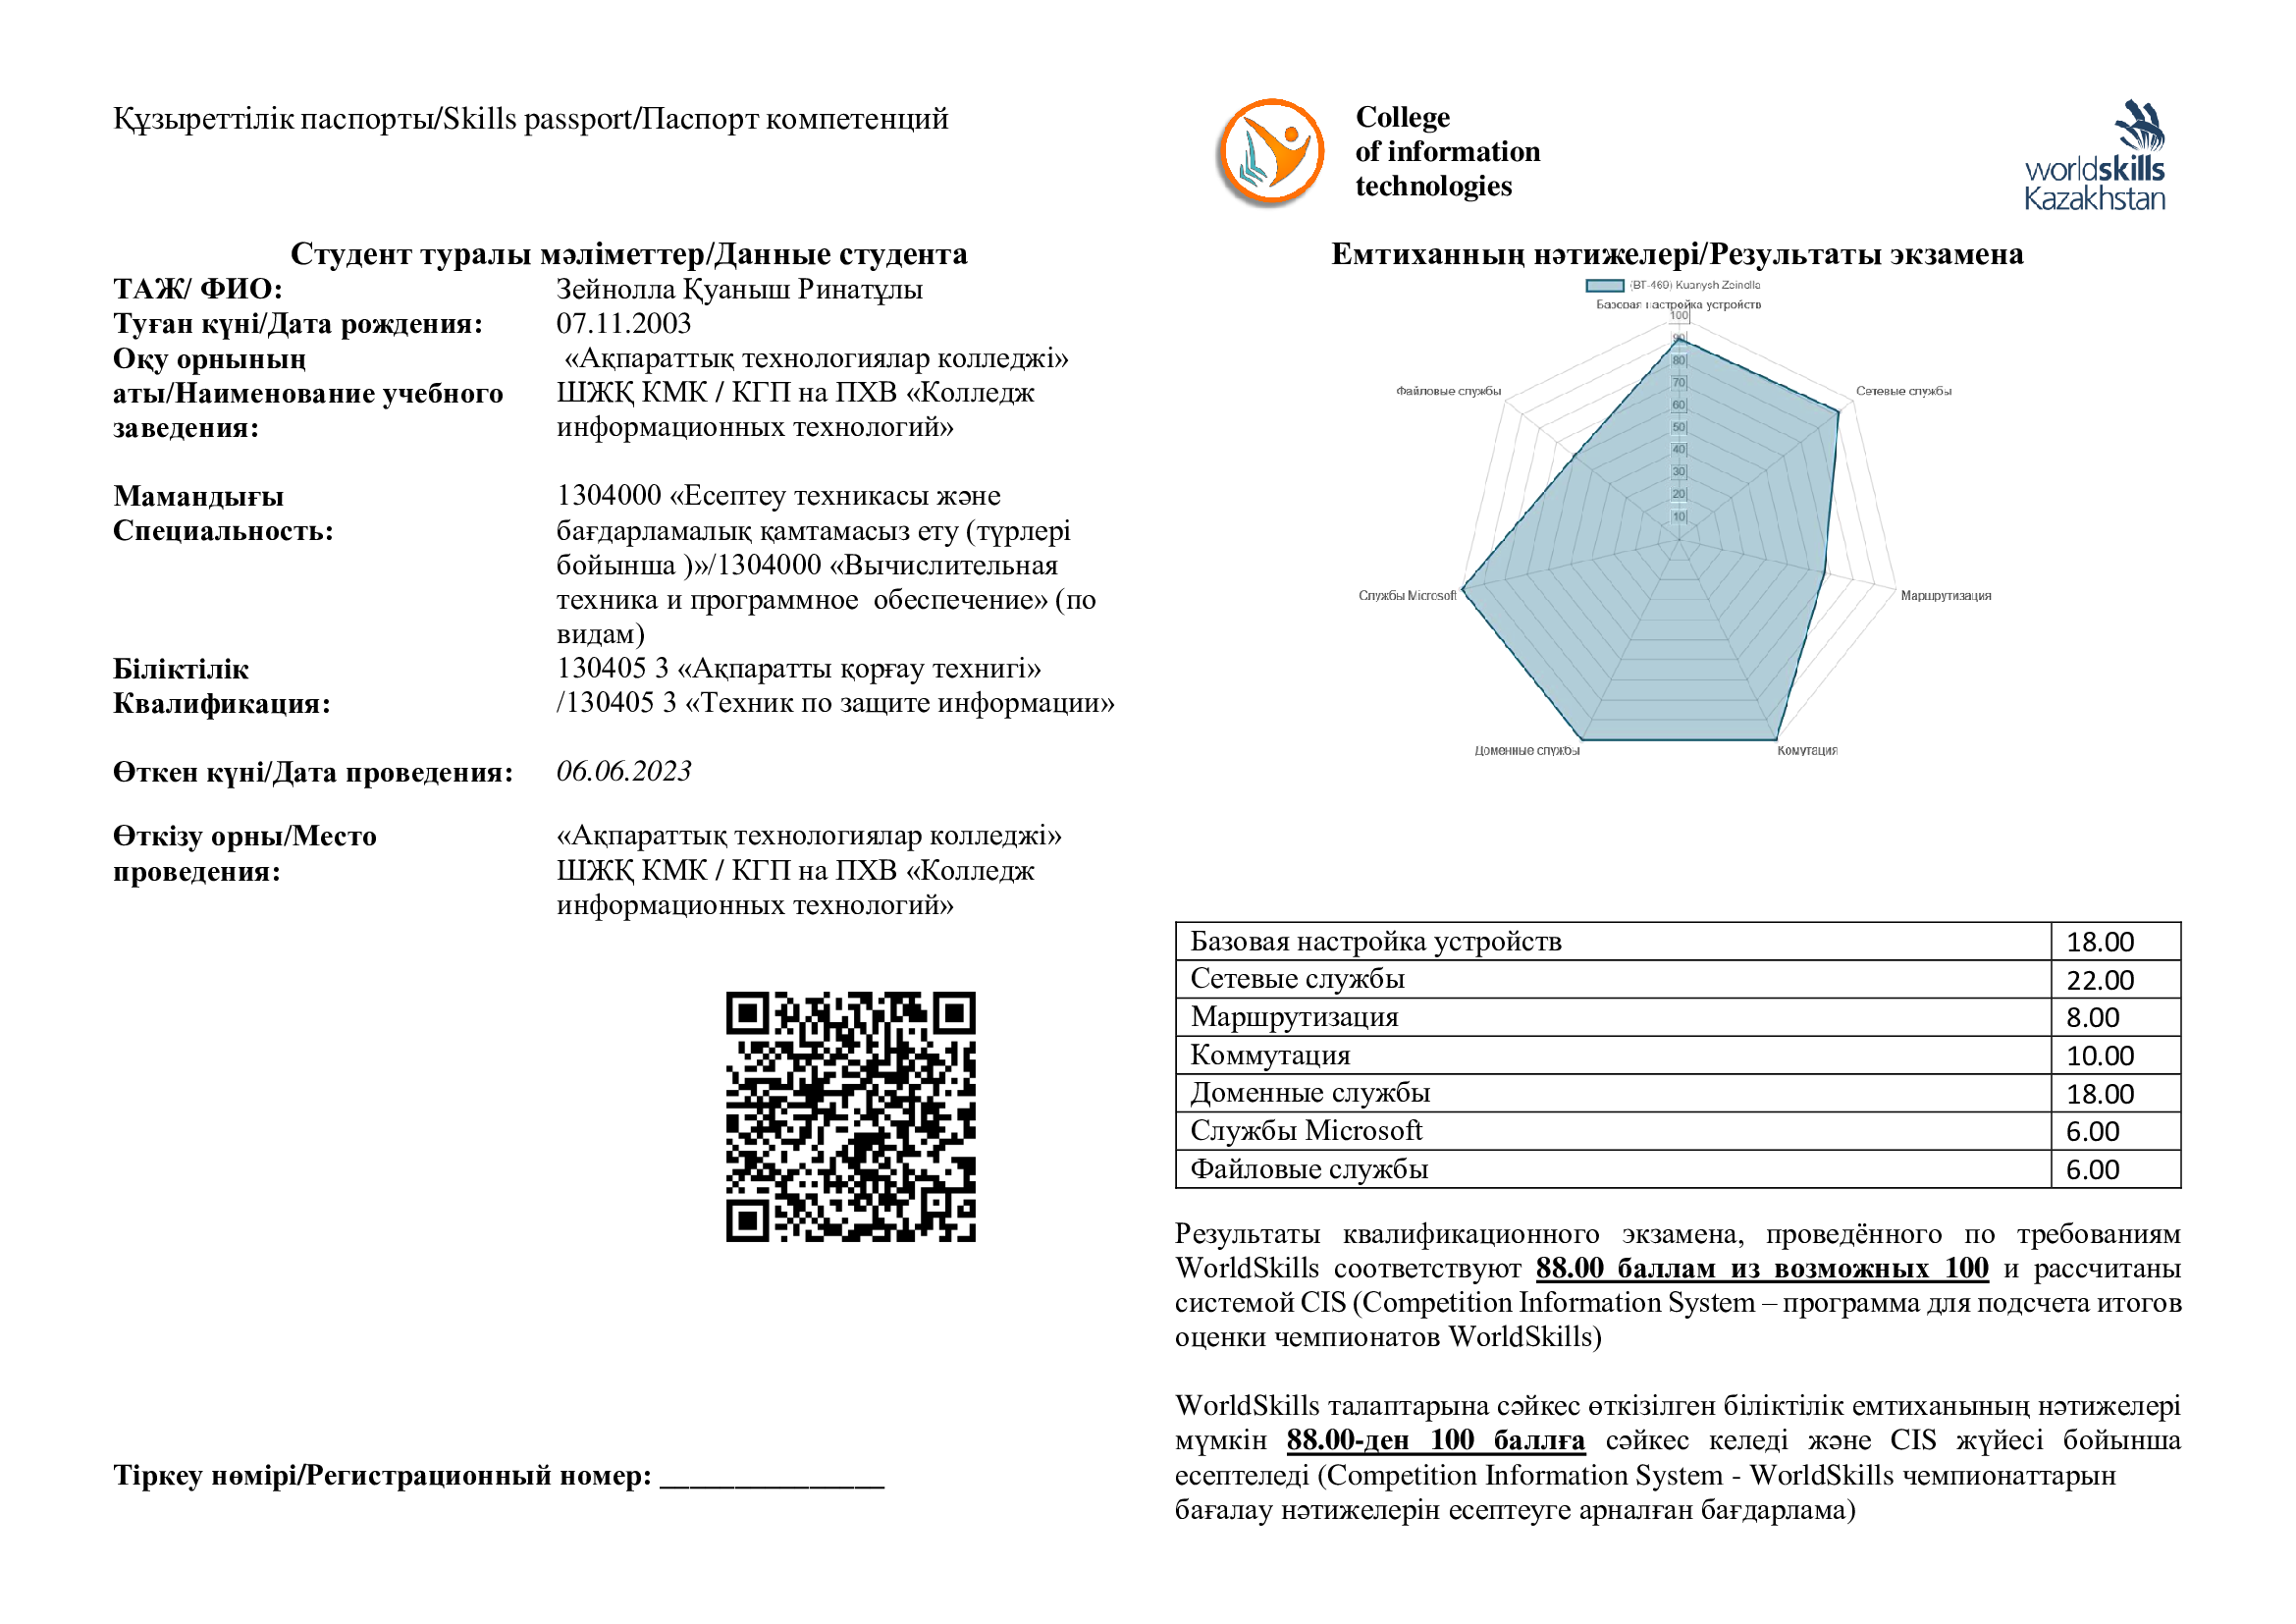 Құзыреттілік паспорты/Skills passport/Паспорт компетенций
Студент туралы мәліметтер/Данные студента
ТАЖ/ ФИО: Зейнолла Қуаныш Ринатұлы
Туған күні/Дата рождения: 07.11.2003
Оқу орнының «Ақпараттық технологиялар колледжі»
аты/Наименование учебного ШЖҚ КМК / КГП на ПХВ «Колледж
заведения: информационных технологий»
Мамандығы 1304000 «Есептеу техникасы және
Специальность: бағдарламалық қамтамасыз ету (түрлері
бойынша )»/1304000 «Вычислительная
техника и программное обеспечение» (по
видам)
Біліктілік 130405 3 «Ақпаратты қорғау технигі»
Квалификация: /130405 3 «Техник по защите информации»
Өткен күні/Дата проведения: 06.06.2023
Өткізу орны/Место «Ақпараттық технологиялар колледжі»
проведения: ШЖҚ КМК / КГП на ПХВ «Колледж
информационных технологий»
Тіркеу нөмірі/Регистрационный номер: _______________
College
of information
technologies
worldskills
Kazakhstan
Емтиханның нәтижелері/Результаты экзамена
(BT-469) Kuanysh Zeinolla
Базовая настройка устройств
100
90
80
70
60
50
40
30
20
10
Файловые службы
Сетевые службы
Службы Microsoft
Маршрутизация
Доменные службы
Комутация
Базовая настройка устройств 18.00
Сетевые службы 22.00
Маршрутизация 8.00
Коммутация 10.00
Доменные службы 18.00
Службы Microsoft 6.00
Файловые службы 6.00
Результаты квалификационного экзамена, проведённого по требованиям
WorldSkills соответствуют 88.00 баллам из возможных 100 и рассчитаны
системой CIS (Competition Information System – программа для подсчета итогов
оценки чемпионатов WorldSkills)
WorldSkills талаптарына сәйкес өткізілген біліктілік емтиханының нәтижелері
мүмкін 88.00-ден 100 баллға сәйкес келеді және CIS жүйесі бойынша
есептеледі (Competition Information System - WorldSkills чемпионаттарын
бағалау нәтижелерін есептеуге арналған бағдарлама)